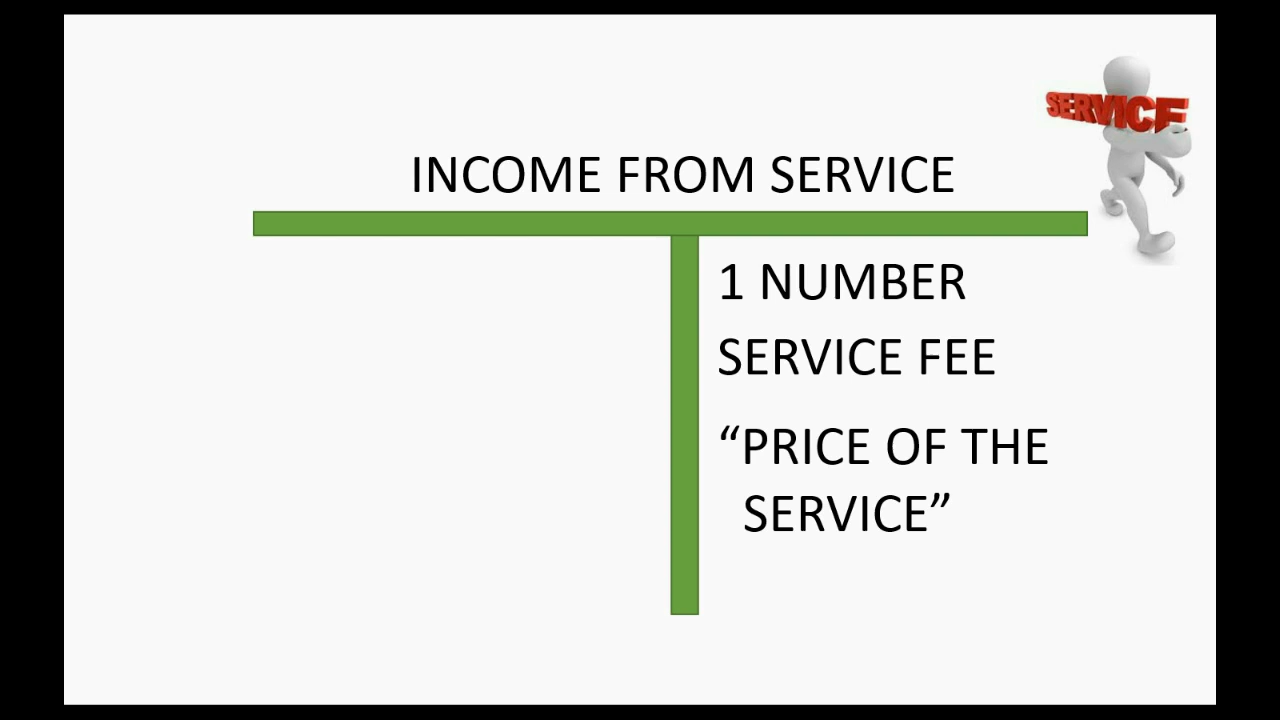 SERVICE
INCOME FROM SERVICE
1 NUMBER
SERVICE FEE
“PRICE OF THE
SERVICE”